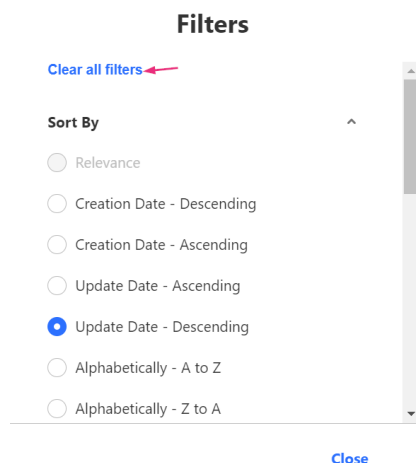 Filters
Clear all filters
Sort By
Relevance
Creation Date - Descending
Creation Date - Ascending
Update Date - Ascending
Update Date - Descending
Alphabetically - A to Z
Alphabetically - Z to A
Close